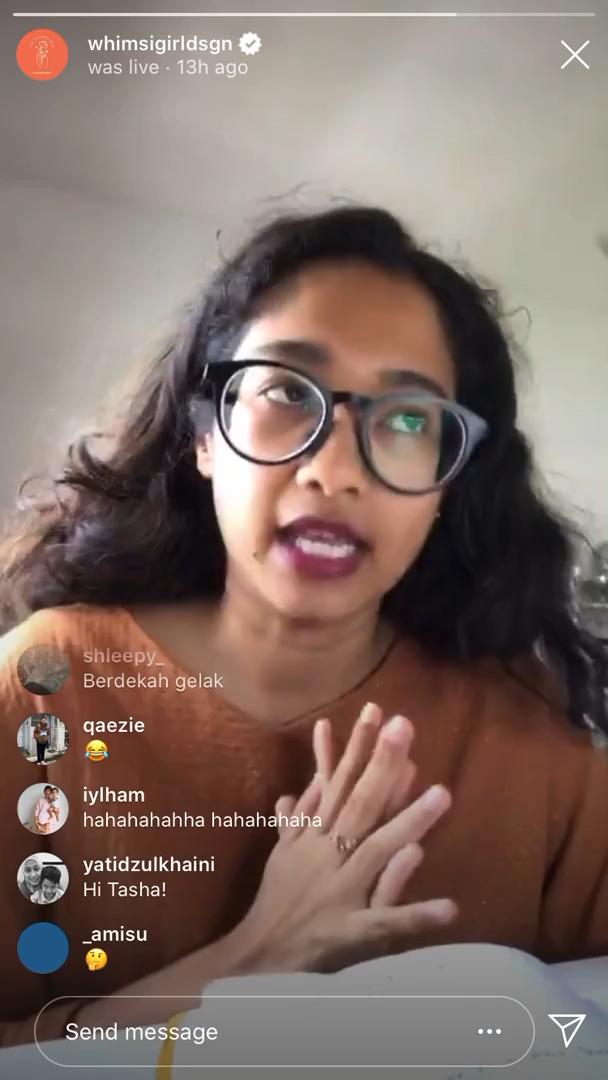 whimsigirldsgn
was live · 13h ago
shleepy_
Berdekah gelak
qaezie
😂
iylham
hahahahahha hahahahaha
yatidzulkhaini
Hi Tasha!
_amisu
🤔
Send message